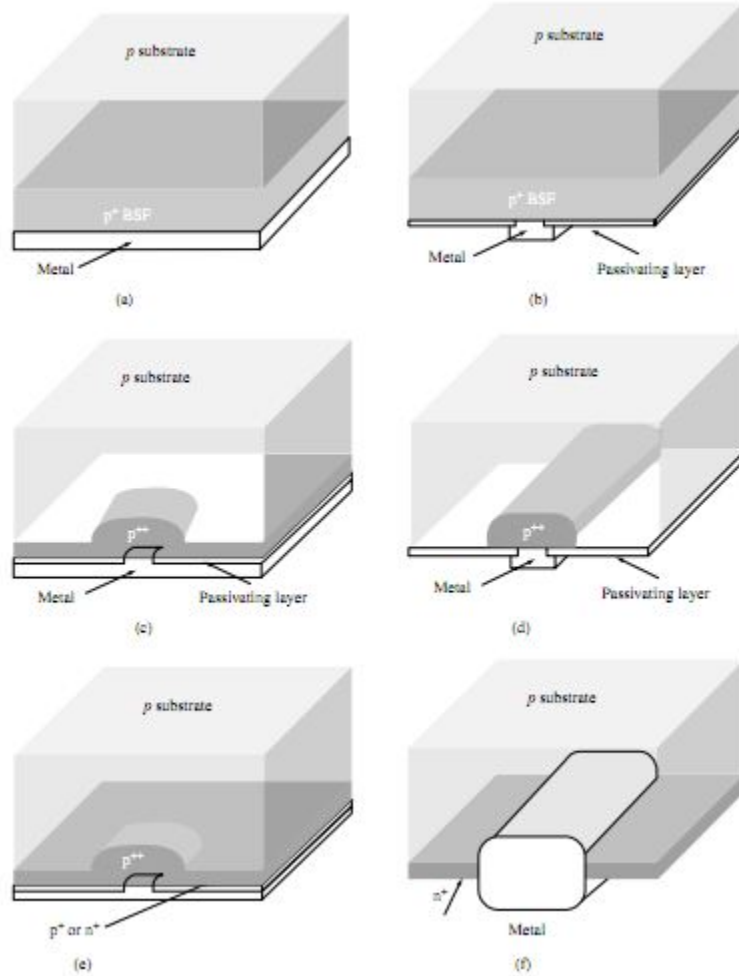 p substrate
p substrate
p⁺ BSF
p⁺ BSF
Metal
Metal
Passivating layer
(a)
(b)
p substrate
p substrate
p⁺⁺
p⁺⁺
Metal
Passivating layer
Metal
Passivating layer
(c)
(d)
p substrate
p substrate
p⁺⁺
n⁺
p⁺ or n⁺
Metal
(e)
(f)